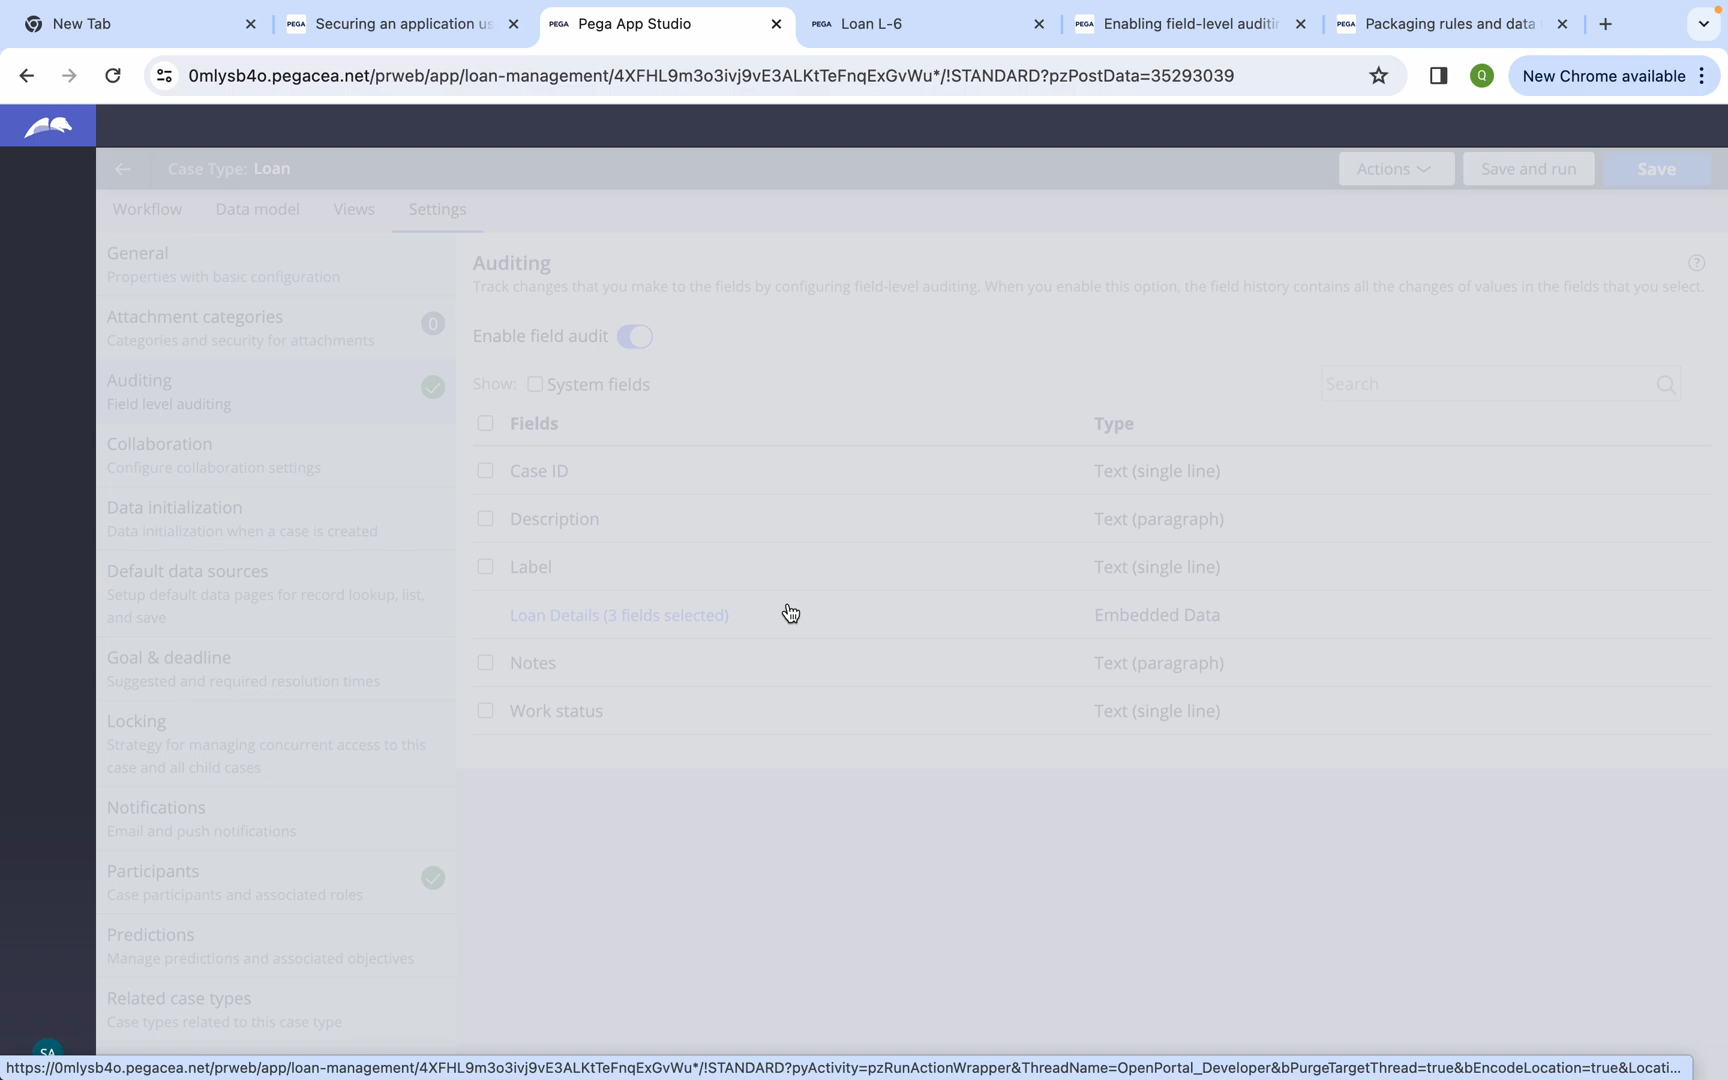 New Tab
PEGA Securing an application us
PEGA Pega App Studio
PEGA Loan L-6
PEGA Enabling field-level auditin
PEGA Packaging rules and data
0mlysb4o.pegacea.net/prweb/app/loan-management/4XFHL9m3o3ivj9vE3ALKtTeFnqExGvWu*/!STANDARD?pzPostData=35293039
Q
New Chrome available
Case Type: Loan
Actions
Save and run
Save
Workflow
Data model
Views
Settings
General
Properties with basic configuration
Attachment categories
Categories and security for attachments
0
Auditing
Field level auditing
Collaboration
Configure collaboration settings
Data initialization
Data initialization when a case is created
Default data sources
Setup default data pages for record lookup, list,
and save
Goal & deadline
Suggested and required resolution times
Locking
Strategy for managing concurrent access to this
case and all child cases
Notifications
Email and push notifications
Participants
Case participants and associated roles
Predictions
Manage predictions and associated objectives
Related case types
Case types related to this case type
SA
Auditing
?
Track changes that you make to the fields by configuring field-level auditing. When you enable this option, the field history contains all the changes of values in the fields that you select.
Enable field audit
Show: System fields
Search
Fields Type
Case ID Text (single line)
Description Text (paragraph)
Label Text (single line)
Loan Details (3 fields selected) Embedded Data
Notes Text (paragraph)
Work status Text (single line)
https://0mlysb4o.pegacea.net/prweb/app/loan-management/4XFHL9m3o3ivj9vE3ALKtTeFnqExGvWu*/!STANDARD?pyActivity=pzRunActionWrapper&ThreadName=OpenPortal_Developer&bPurgeTargetThread=true&bEncodeLocation=true&Locati...